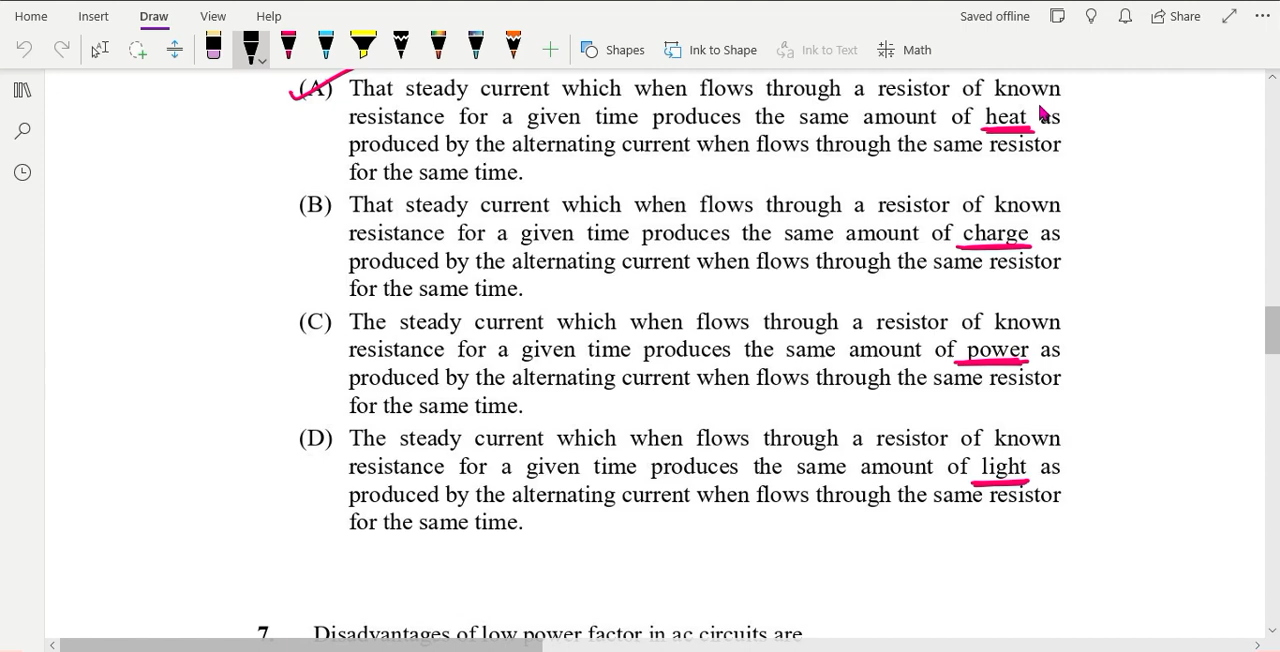 Home Insert Draw View Help Saved offline Share
Shapes Ink to Shape Ink to Text Math
(A) That steady current which when flows through a resistor of known
resistance for a given time produces the same amount of heat as
produced by the alternating current when flows through the same resistor
for the same time.
(B) That steady current which when flows through a resistor of known
resistance for a given time produces the same amount of charge as
produced by the alternating current when flows through the same resistor
for the same time.
(C) The steady current which when flows through a resistor of known
resistance for a given time produces the same amount of power as
produced by the alternating current when flows through the same resistor
for the same time.
(D) The steady current which when flows through a resistor of known
resistance for a given time produces the same amount of light as
produced by the alternating current when flows through the same resistor
for the same time.
7. Disadvantages of low power factor in ac circuits are